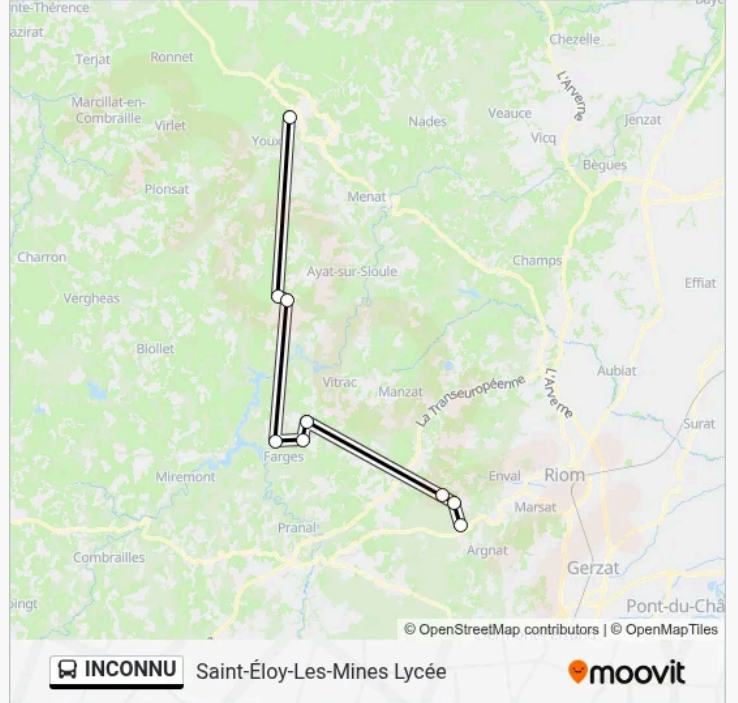 nte-Thérence
azirat
Terjat
Ronnet
Chezelle
L'Arverne
Marcillat-en-
Combraille
Virlet
Youx
Nades
Veauce
Vicq
Jenzat
Bègues
Plonsat
Menat
Charron
Ayat-sur-Sioule
Champs
Effiat
Vergheas
Biollet
Vitrac
Manzat
La Transeuropéenne
L'Arverne
Aubiat
Surat
Farges
Miremont
Enval
Riom
Marsat
Pranal
Argnat
Combrailles
Gerzat
oingt
Pont-du-Châ
© OpenStreetMap contributors | © OpenMapTiles
INCONNU
Saint-Éloy-Les-Mines Lycée
moovit